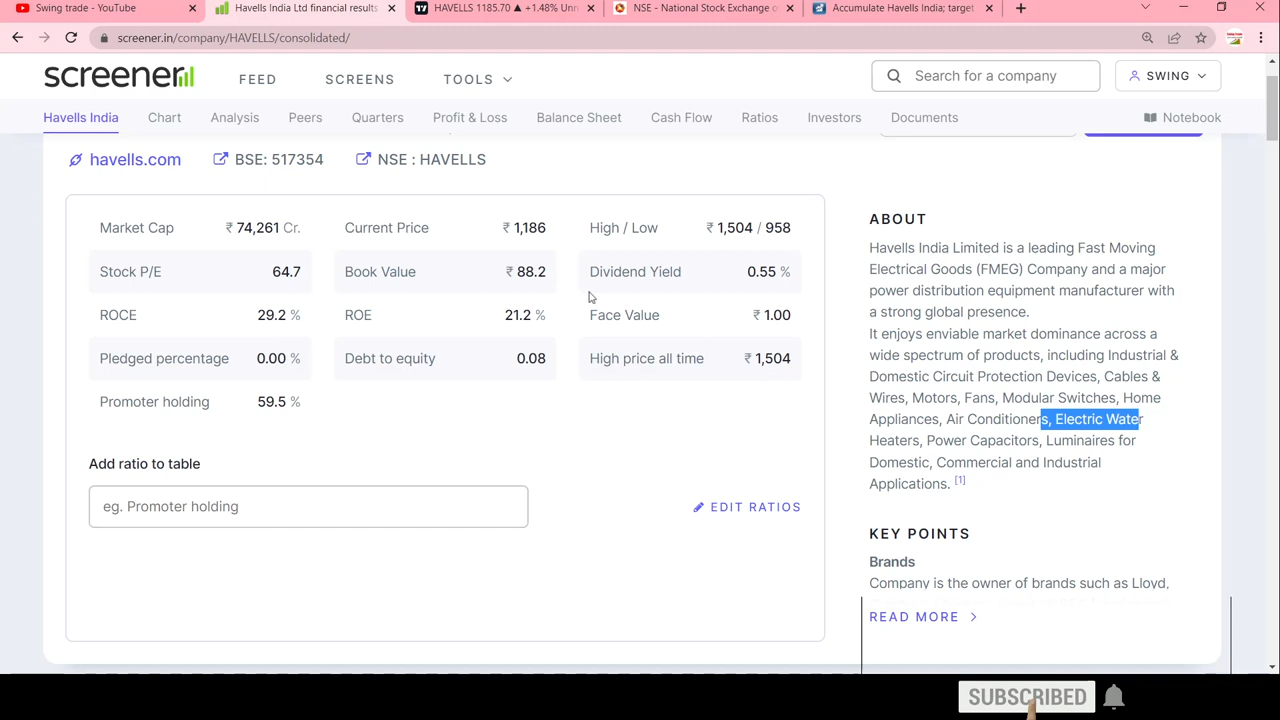 Swing trade - YouTube
Havells India Ltd financial results
HAVELLS 1185.70 ▲ +1.48% Unn
NSE - National Stock Exchange o
Accumulate Havells India; target
screener.in/company/HAVELLS/consolidated/
screener
FEED
SCREENS
TOOLS
Search for a company
SWING
Havells India
Chart
Analysis
Peers
Quarters
Profit & Loss
Balance Sheet
Cash Flow
Ratios
Investors
Documents
Notebook
havells.com
BSE: 517354
NSE : HAVELLS
Market Cap ₹ 74,261 Cr.
Current Price ₹ 1,186
High / Low ₹ 1,504 / 958
Stock P/E 64.7
Book Value ₹ 88.2
Dividend Yield 0.55 %
ROCE 29.2 %
ROE 21.2 %
Face Value ₹ 1.00
Pledged percentage 0.00 %
Debt to equity 0.08
High price all time ₹ 1,504
Promoter holding 59.5 %
Add ratio to table
eg. Promoter holding
EDIT RATIOS
ABOUT
Havells India Limited is a leading Fast Moving
Electrical Goods (FMEG) Company and a major
power distribution equipment manufacturer with
a strong global presence.
It enjoys enviable market dominance across a
wide spectrum of products, including Industrial &
Domestic Circuit Protection Devices, Cables &
Wires, Motors, Fans, Modular Switches, Home
Appliances, Air Conditioners, Electric Water
Heaters, Power Capacitors, Luminaires for
Domestic, Commercial and Industrial
Applications. [1]
KEY POINTS
Brands
Company is the owner of brands such as Lloyd,
READ MORE
SUBSCRIBED